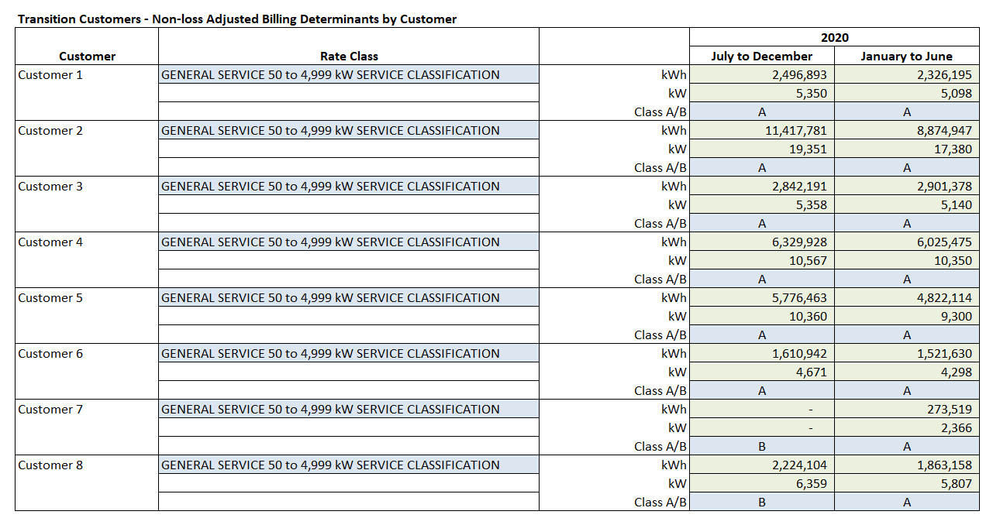 Transition Customers - Non-loss Adjusted Billing Determinants by Customer
2020
Customer Rate Class July to December January to June
Customer 1 GENERAL SERVICE 50 to 4,999 kW SERVICE CLASSIFICATION kWh 2,496,893 2,326,195
kW 5,350 5,098
Class A/B A A
Customer 2 GENERAL SERVICE 50 to 4,999 kW SERVICE CLASSIFICATION kWh 11,417,781 8,874,947
kW 19,351 17,380
Class A/B A A
Customer 3 GENERAL SERVICE 50 to 4,999 kW SERVICE CLASSIFICATION kWh 2,842,191 2,901,378
kW 5,358 5,140
Class A/B A A
Customer 4 GENERAL SERVICE 50 to 4,999 kW SERVICE CLASSIFICATION kWh 6,329,928 6,025,475
kW 10,567 10,350
Class A/B A A
Customer 5 GENERAL SERVICE 50 to 4,999 kW SERVICE CLASSIFICATION kWh 5,776,463 4,822,114
kW 10,360 9,300
Class A/B A A
Customer 6 GENERAL SERVICE 50 to 4,999 kW SERVICE CLASSIFICATION kWh 1,610,942 1,521,630
kW 4,671 4,298
Class A/B A A
Customer 7 GENERAL SERVICE 50 to 4,999 kW SERVICE CLASSIFICATION kWh - 273,519
kW - 2,366
Class A/B B A
Customer 8 GENERAL SERVICE 50 to 4,999 kW SERVICE CLASSIFICATION kWh 2,224,104 1,863,158
kW 6,359 5,807
Class A/B B A